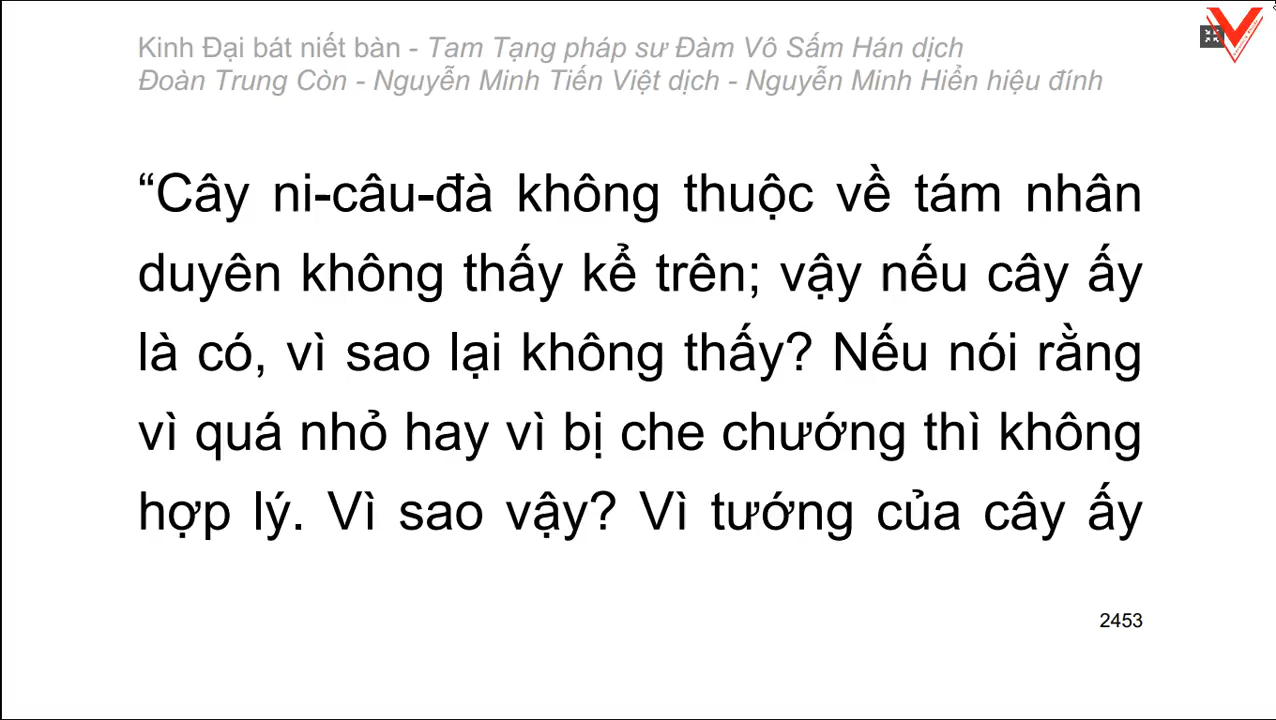 Kinh Đại bát niết bàn - Tam Tạng pháp sư Đàm Vô Sấm Hán dịch
Đoàn Trung Còn - Nguyễn Minh Tiến Việt dịch - Nguyễn Minh Hiển hiệu đính
“Cây ni-câu-đà không thuộc về tám nhân
duyên không thấy kể trên; vậy nếu cây ấy
là có, vì sao lại không thấy? Nếu nói rằng
vì quá nhỏ hay vì bị che chướng thì không
hợp lý. Vì sao vậy? Vì tướng của cây ấy
2453